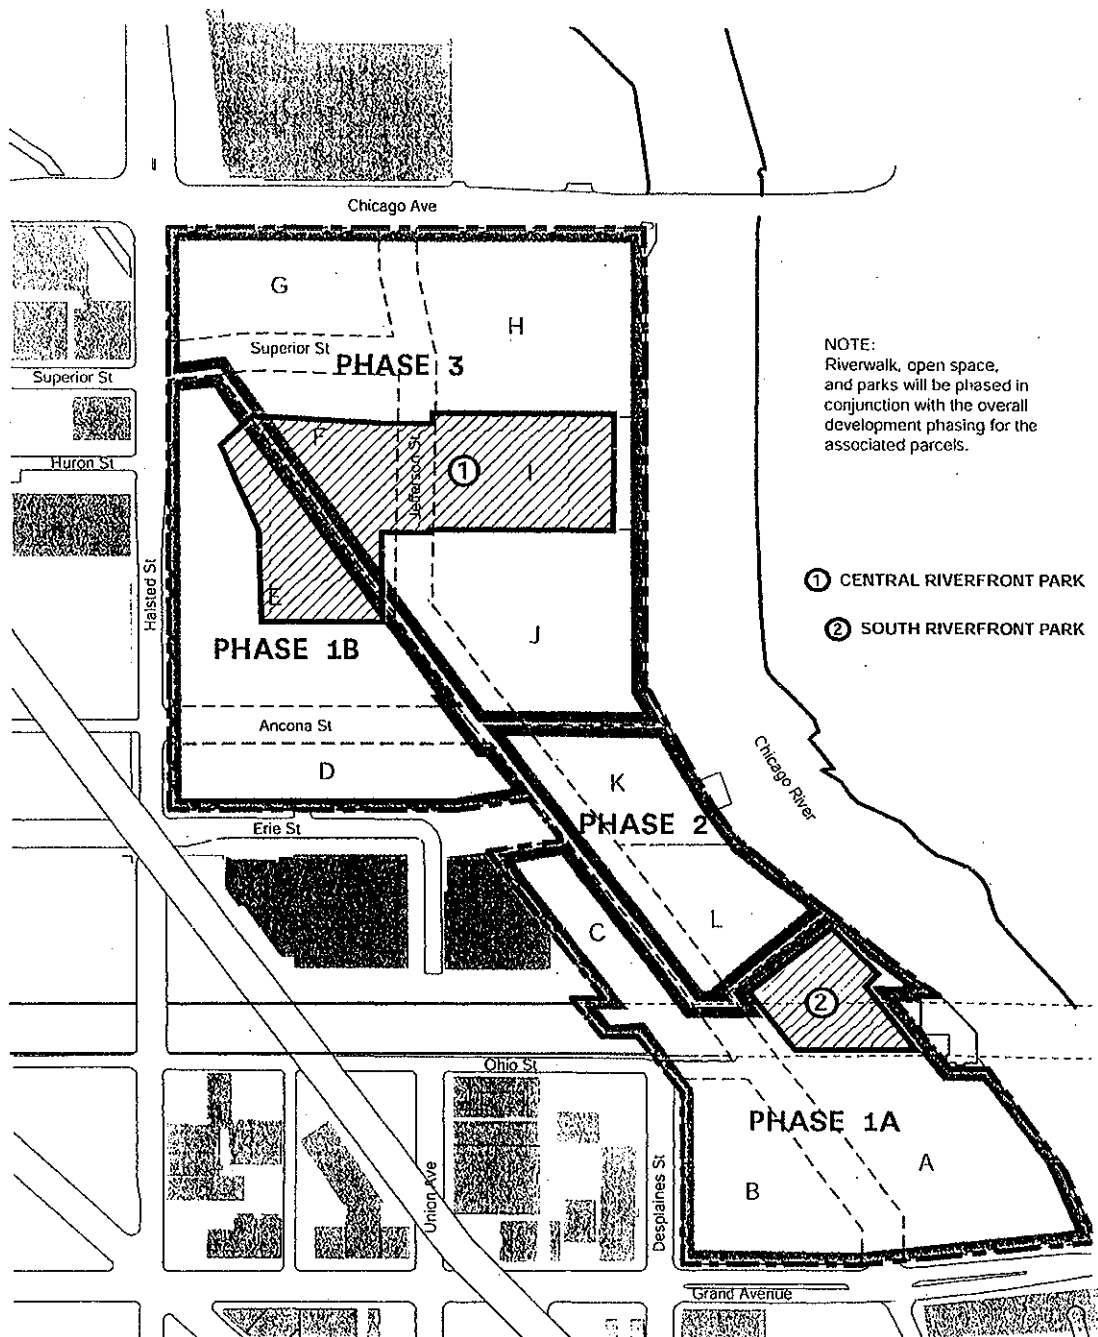 Chicago Ave
G
H
Superior St
PHASE 3
Superior St
NOTE:
Riverwalk, open space,
and parks will be phased in
conjunction with the overall
development phasing for the
associated parcels.
F
Jefferson St
1
I
Huron St
Halsted St
1 CENTRAL RIVERFRONT PARK
2 SOUTH RIVERFRONT PARK
E
PHASE 1B
J
Ancona St
D
Chicago River
K
PHASE 2
Erie St
L
C
2
Ohio St
PHASE 1A
A
B
Union Ave
Desplaines St
Grand Avenue